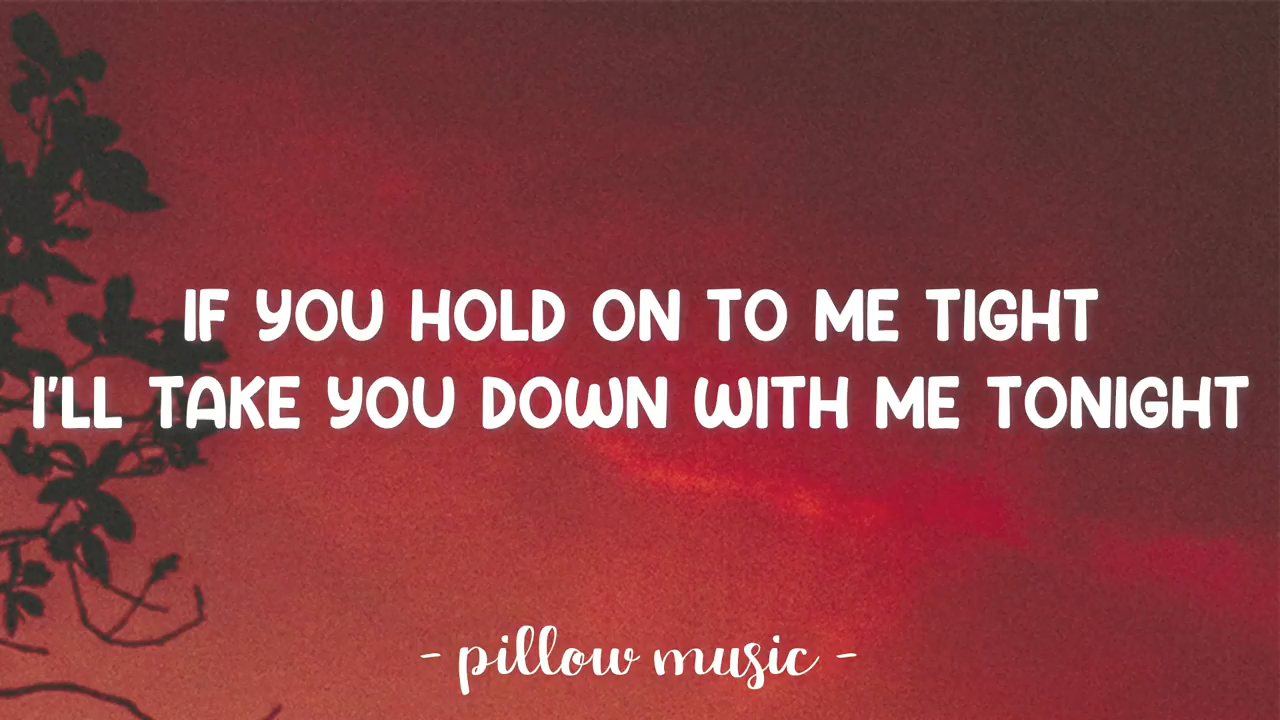 IF YOU HOLD ON TO ME TIGHT
I'LL TAKE YOU DOWN WITH ME TONIGHT
- pillow music -